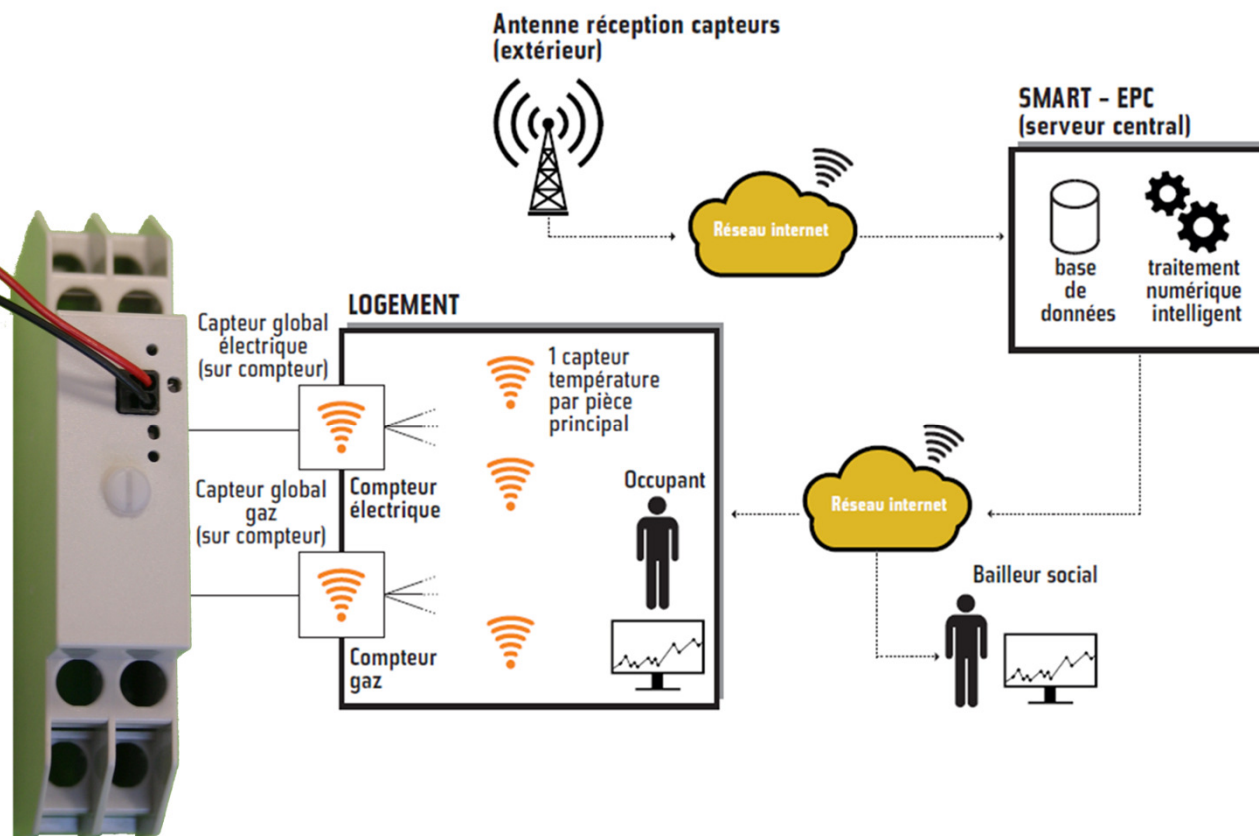 Antenne réception capteurs
(extérieur)
SMART - EPC
(serveur central)
Réseau internet
base
de
données
traitement
numérique
intelligent
LOGEMENT
Capteur global
électrique
(sur compteur)
1 capteur
température
par pièce
principal
Compteur
électrique
Capteur global
gaz
(sur compteur)
Occupant
Réseau internet
Bailleur social
Compteur
gaz